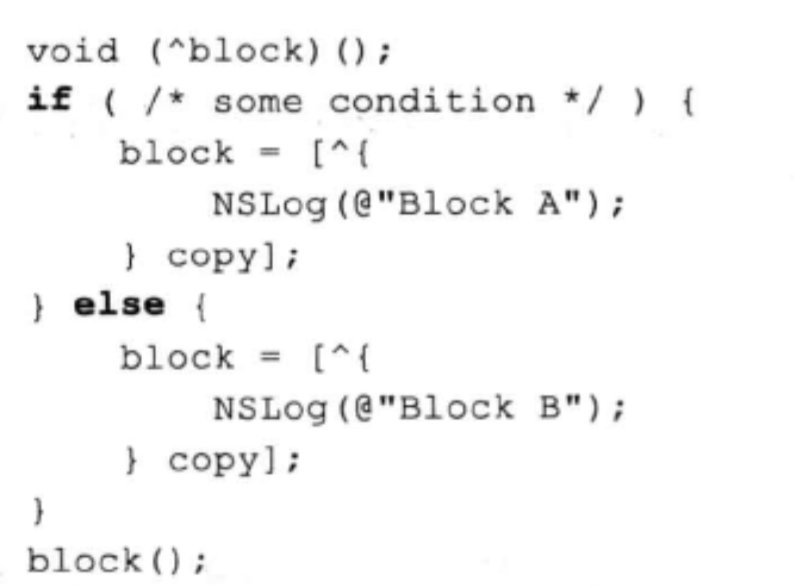 void (^block)();
if ( /* some condition */ ) {
    block = [^{
        NSLog(@"Block A");
    } copy];
} else {
    block = [^{
        NSLog(@"Block B");
    } copy];
}
block();